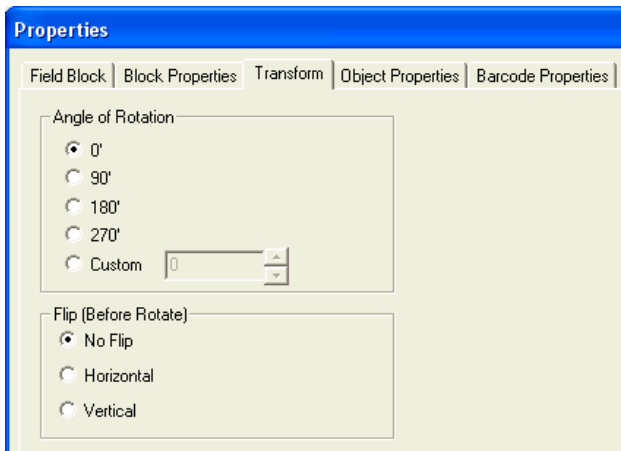 Properties
Field Block Block Properties Transform Object Properties Barcode Properties
Angle of Rotation
0'
90'
180'
270'
Custom 0
Flip (Before Rotate)
No Flip
Horizontal
Vertical